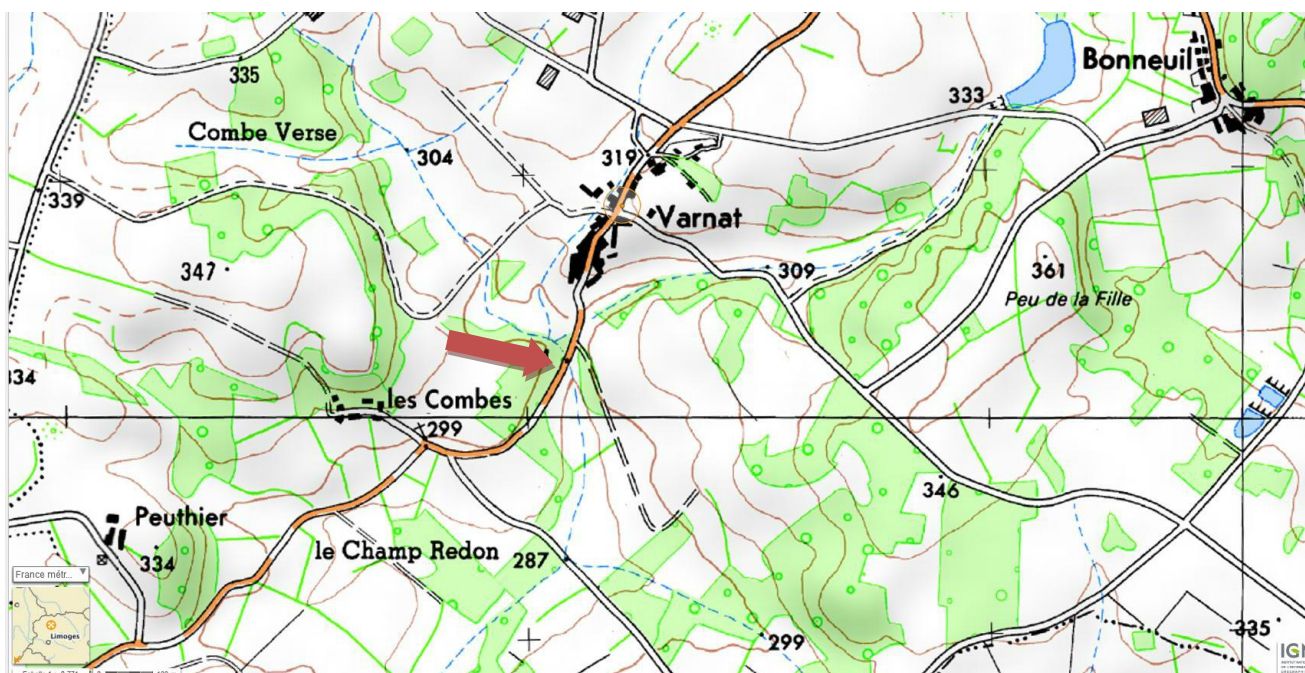 335
Combe Verse
304
319
333
Bonneuil
339
Varnat
347
309
361
Peu de la Fille
334
les Combes
299
346
Peuthier
334
le Champ Redon
287
299
335
France métr...
Limoges
IGN